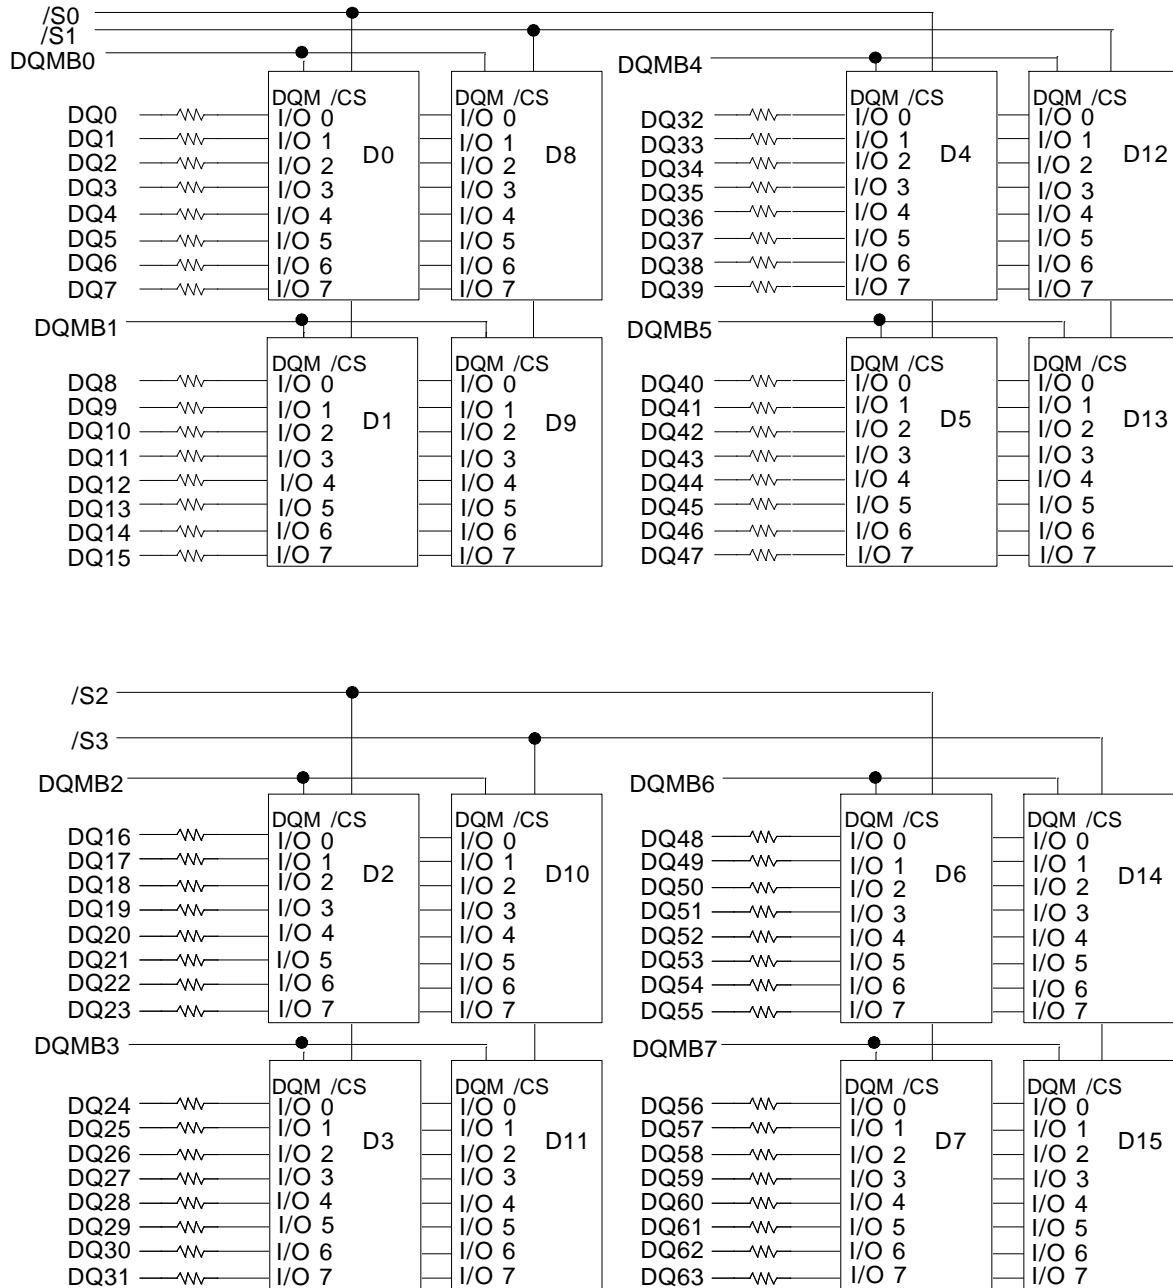 /S0
/S1
DQMB0
DQM /CS
DQ0 I/O 0
DQ1 I/O 1
DQ2 I/O 2
DQ3 I/O 3
DQ4 I/O 4
DQ5 I/O 5
DQ6 I/O 6
DQ7 I/O 7
D0
DQM /CS
I/O 0
I/O 1
I/O 2
I/O 3
I/O 4
I/O 5
I/O 6
I/O 7
D8
DQMB4
DQM /CS
DQ32 I/O 0
DQ33 I/O 1
DQ34 I/O 2
DQ35 I/O 3
DQ36 I/O 4
DQ37 I/O 5
DQ38 I/O 6
DQ39 I/O 7
D4
DQM /CS
I/O 0
I/O 1
I/O 2
I/O 3
I/O 4
I/O 5
I/O 6
I/O 7
D12
DQMB1
DQM /CS
DQ8 I/O 0
DQ9 I/O 1
DQ10 I/O 2
DQ11 I/O 3
DQ12 I/O 4
DQ13 I/O 5
DQ14 I/O 6
DQ15 I/O 7
D1
DQM /CS
I/O 0
I/O 1
I/O 2
I/O 3
I/O 4
I/O 5
I/O 6
I/O 7
D9
DQMB5
DQM /CS
DQ40 I/O 0
DQ41 I/O 1
DQ42 I/O 2
DQ43 I/O 3
DQ44 I/O 4
DQ45 I/O 5
DQ46 I/O 6
DQ47 I/O 7
D5
DQM /CS
I/O 0
I/O 1
I/O 2
I/O 3
I/O 4
I/O 5
I/O 6
I/O 7
D13
/S2
/S3
DQMB2
DQM /CS
DQ16 I/O 0
DQ17 I/O 1
DQ18 I/O 2
DQ19 I/O 3
DQ20 I/O 4
DQ21 I/O 5
DQ22 I/O 6
DQ23 I/O 7
D2
DQM /CS
I/O 0
I/O 1
I/O 2
I/O 3
I/O 4
I/O 5
I/O 6
I/O 7
D10
DQMB6
DQM /CS
DQ48 I/O 0
DQ49 I/O 1
DQ50 I/O 2
DQ51 I/O 3
DQ52 I/O 4
DQ53 I/O 5
DQ54 I/O 6
DQ55 I/O 7
D6
DQM /CS
I/O 0
I/O 1
I/O 2
I/O 3
I/O 4
I/O 5
I/O 6
I/O 7
D14
DQMB3
DQM /CS
DQ24 I/O 0
DQ25 I/O 1
DQ26 I/O 2
DQ27 I/O 3
DQ28 I/O 4
DQ29 I/O 5
DQ30 I/O 6
DQ31 I/O 7
D3
DQM /CS
I/O 0
I/O 1
I/O 2
I/O 3
I/O 4
I/O 5
I/O 6
I/O 7
D11
DQMB7
DQM /CS
DQ56 I/O 0
DQ57 I/O 1
DQ58 I/O 2
DQ59 I/O 3
DQ60 I/O 4
DQ61 I/O 5
DQ62 I/O 6
DQ63 I/O 7
D7
DQM /CS
I/O 0
I/O 1
I/O 2
I/O 3
I/O 4
I/O 5
I/O 6
I/O 7
D15